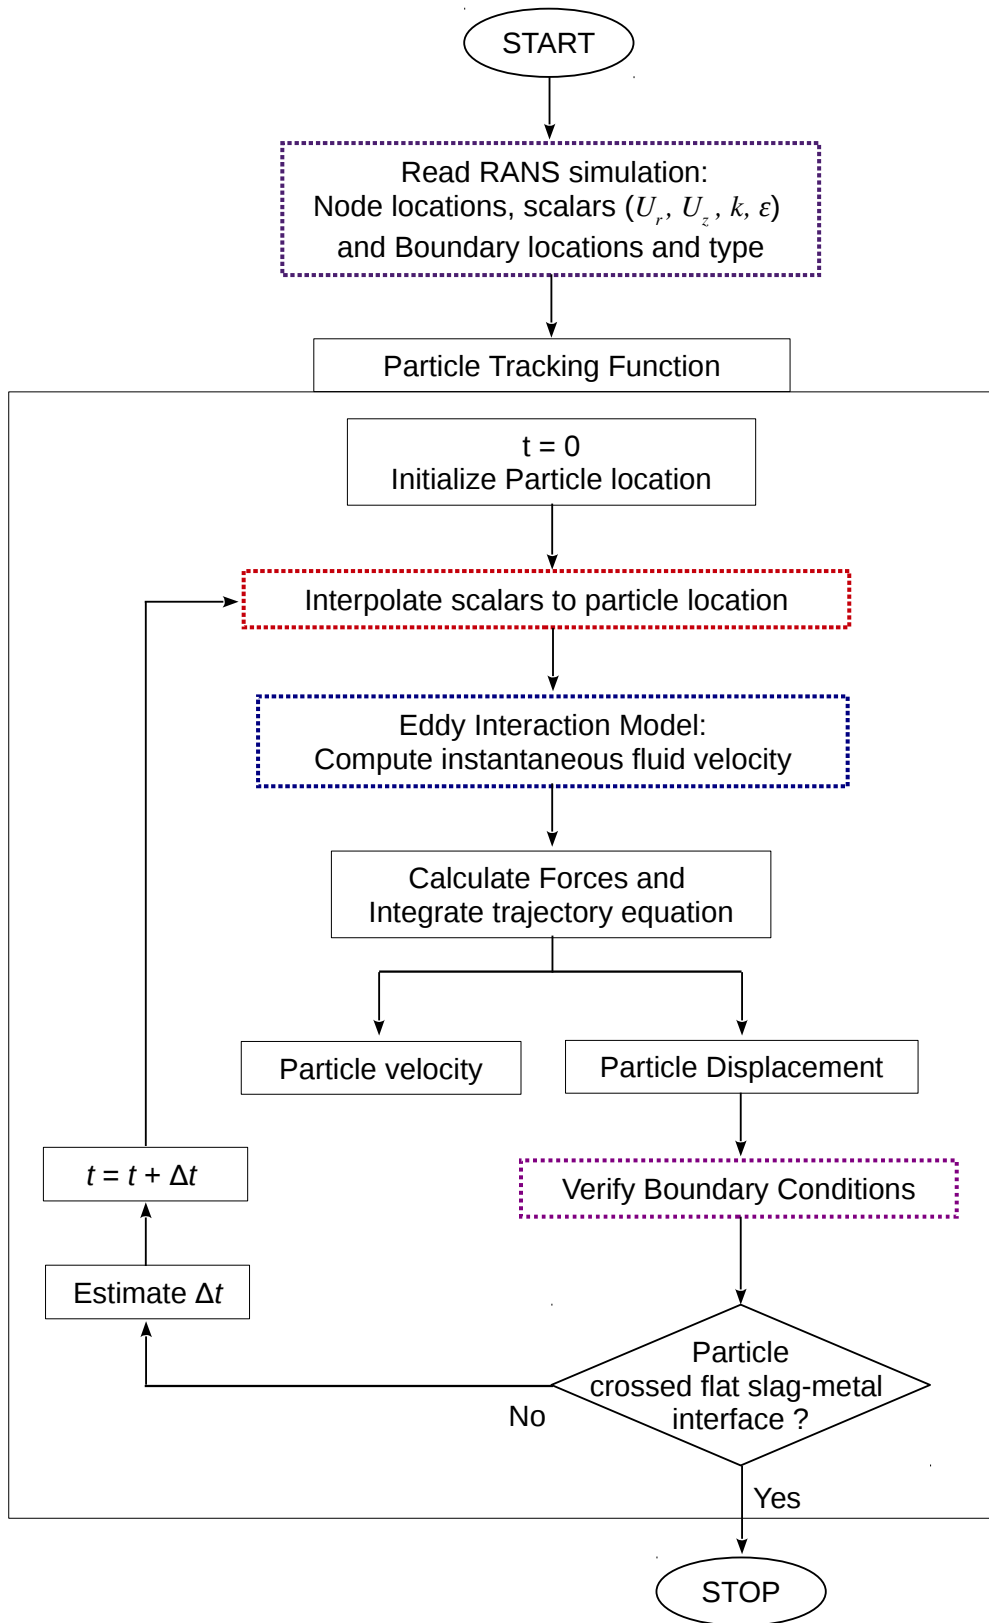 START
Read RANS simulation:
Node locations, scalars (U_r, U_z, k, ε)
and Boundary locations and type
Particle Tracking Function
t = 0
Initialize Particle location
Interpolate scalars to particle location
Eddy Interaction Model:
Compute instantaneous fluid velocity
Calculate Forces and
Integrate trajectory equation
Particle velocity
Particle Displacement
t = t + Δt
Verify Boundary Conditions
Estimate Δt
Particle
crossed flat slag-metal
interface ?
No
Yes
STOP